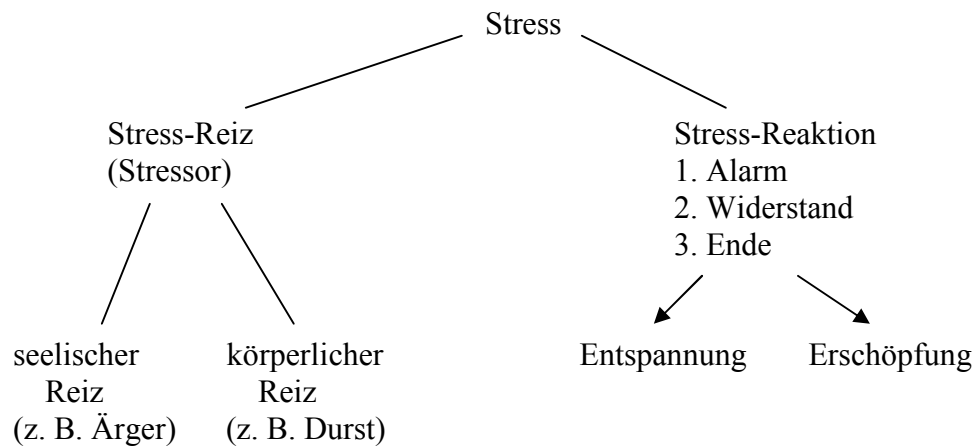 Stress
Stress-Reiz
(Stressor)
Stress-Reaktion
1. Alarm
2. Widerstand
3. Ende
seelischer
Reiz
(z. B. Ärger)
körperlicher
Reiz
(z. B. Durst)
Entspannung
Erschöpfung